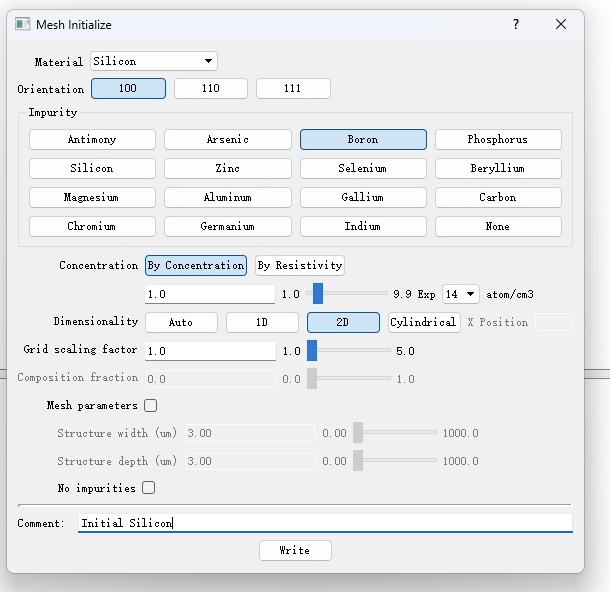 Mesh Initialize ?
Material Silicon
Orientation 100 110 111
Impurity
Antimony Arsenic Boron Phosphorus
Silicon Zinc Selenium Beryllium
Magnesium Aluminum Gallium Carbon
Chromium Germanium Indium None
Concentration By Concentration By Resistivity
1.0 1.0 9.9 Exp 14 atom/cm3
Dimensionality Auto 1D 2D Cylindrical X Position
Grid scaling factor 1.0 1.0 5.0
Composition fraction 0.0 0.0 1.0
Mesh parameters
Structure width (um) 3.00 0.00 1000.0
Structure depth (um) 3.00 0.00 1000.0
No impurities
Comment: Initial Silicon
Write